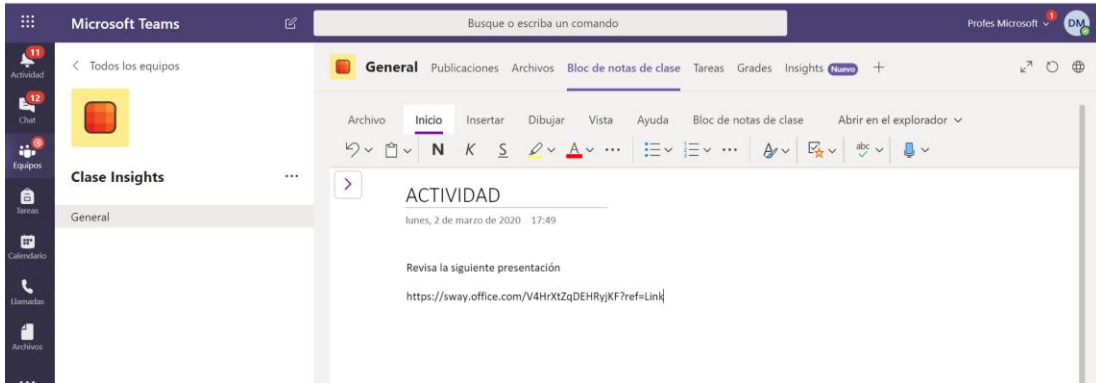 Microsoft Teams
Busque o escriba un comando
Profes Microsoft
1
DM
11
Actividad
12
Chat
Equipos
Tareas
Calendario
Llamadas
Archivos
Todos los equipos
Clase Insights
General
General Publicaciones Archivos Bloc de notas de clase Tareas Grades Insights Nuevo
Archivo Inicio Insertar Dibujar Vista Ayuda Bloc de notas de clase Abrir en el explorador
N K S A abc
ACTIVIDAD
lunes, 2 de marzo de 2020 17:49
Revisa la siguiente presentación
https://sway.office.com/V4HrXtZqDEHRyjKF?ref=Link